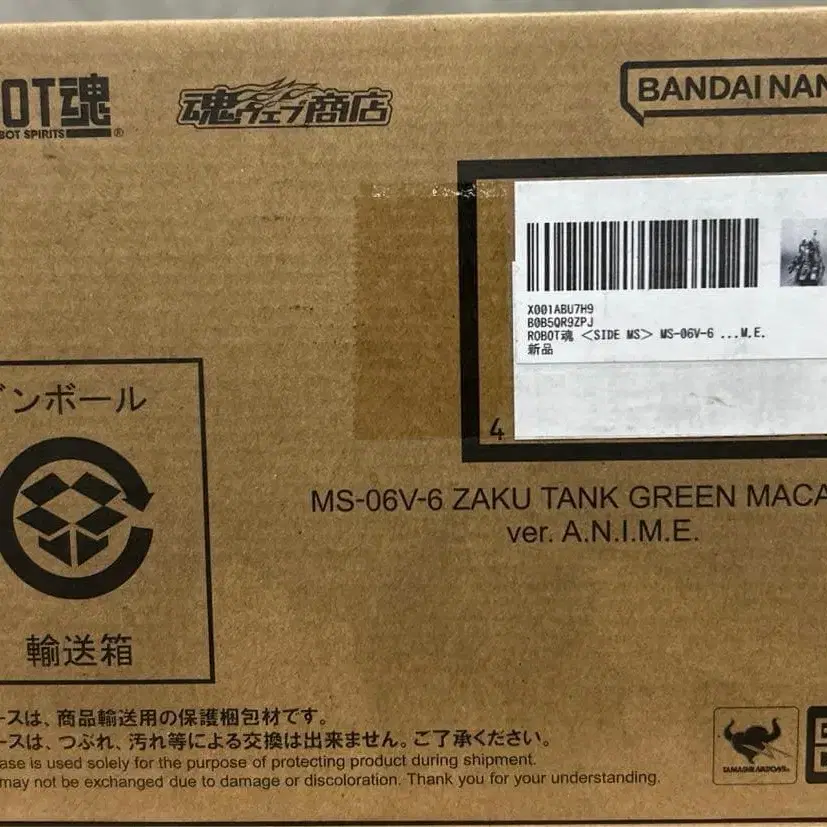 OT魂
BOT SPIRITS®
魂ウェブ商店
BANDAI NAM
X001ABU7H9
B0B5QR9ZPJ
ROBOT魂 <SIDE MS> MS-06V-6 ...M.E.
新品
4
ンボール
輸送箱
MS-06V-6 ZAKU TANK GREEN MACA
ver. A.N.I.M.E.
ースは、商品輸送用の保護梱包材です。
ースは、つぶれ、汚れ等による交換は出来ません。ご了承ください。
ase is used solely for the purpose of protecting product during shipment.
may not be exchanged due to damage or discoloration. Thank you for your understanding.
TAMASHII NATIONS